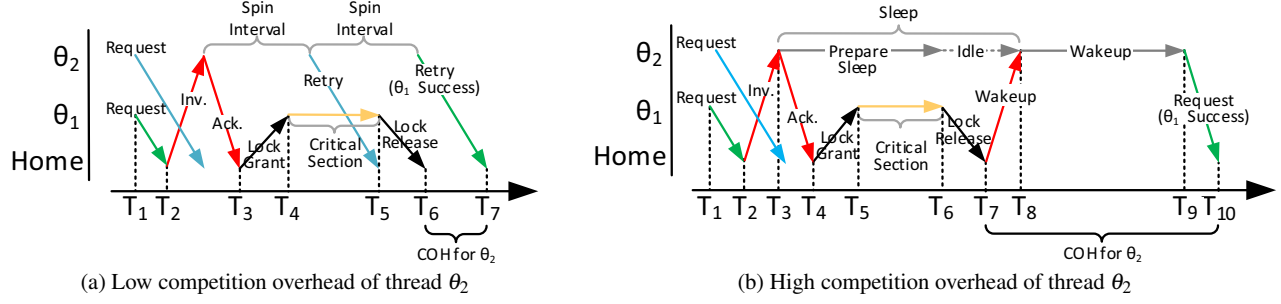 Spin Interval
Spin Interval
θ2
Request
Retry
Retry
(θ1 Success)
θ1
Request
Inv.
Ack.
Lock
Grant
Critical
Section
Lock
Release
Home
T1 T2 T3 T4 T5 T6 T7
COH for θ2
(a) Low competition overhead of thread θ2
Sleep
θ2
Request
Prepare
Sleep
Idle
Wakeup
θ1
Request
Inv.
Ack.
Lock
Grant
Critical
Section
Lock
Release
Wakeup
Request
(θ1 Success)
Home
T1 T2 T3 T4 T5 T6 T7 T8 T9 T10
COH for θ2
(b) High competition overhead of thread θ2